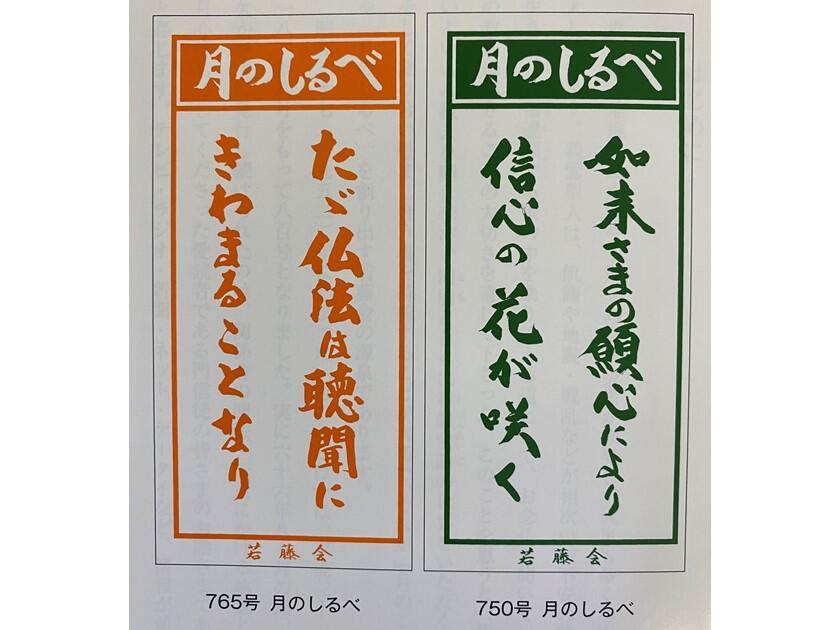 月のしるべ
如来さまの願心により
信心の花が咲く
若藤会
750号 月のしるべ
月のしるべ
たゞ仏法は聴聞に
きわまることなり
若藤会
765号 月のしるべ